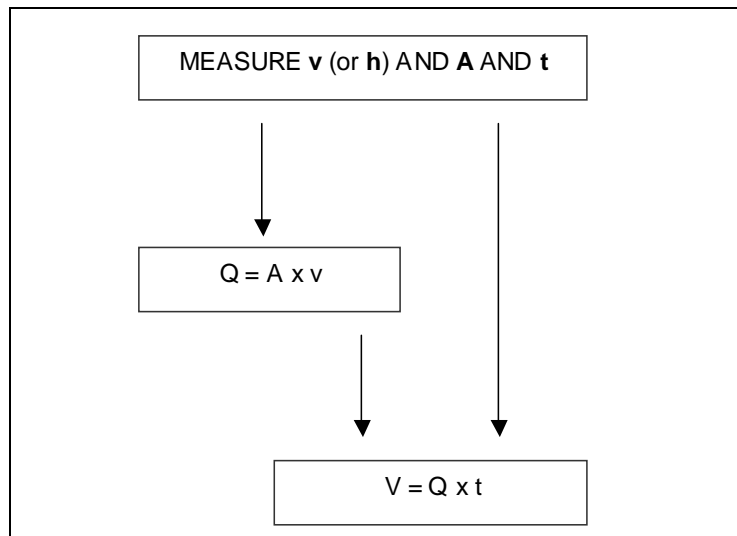 MEASURE v (or h) AND A AND t
Q = A x v
V = Q x t